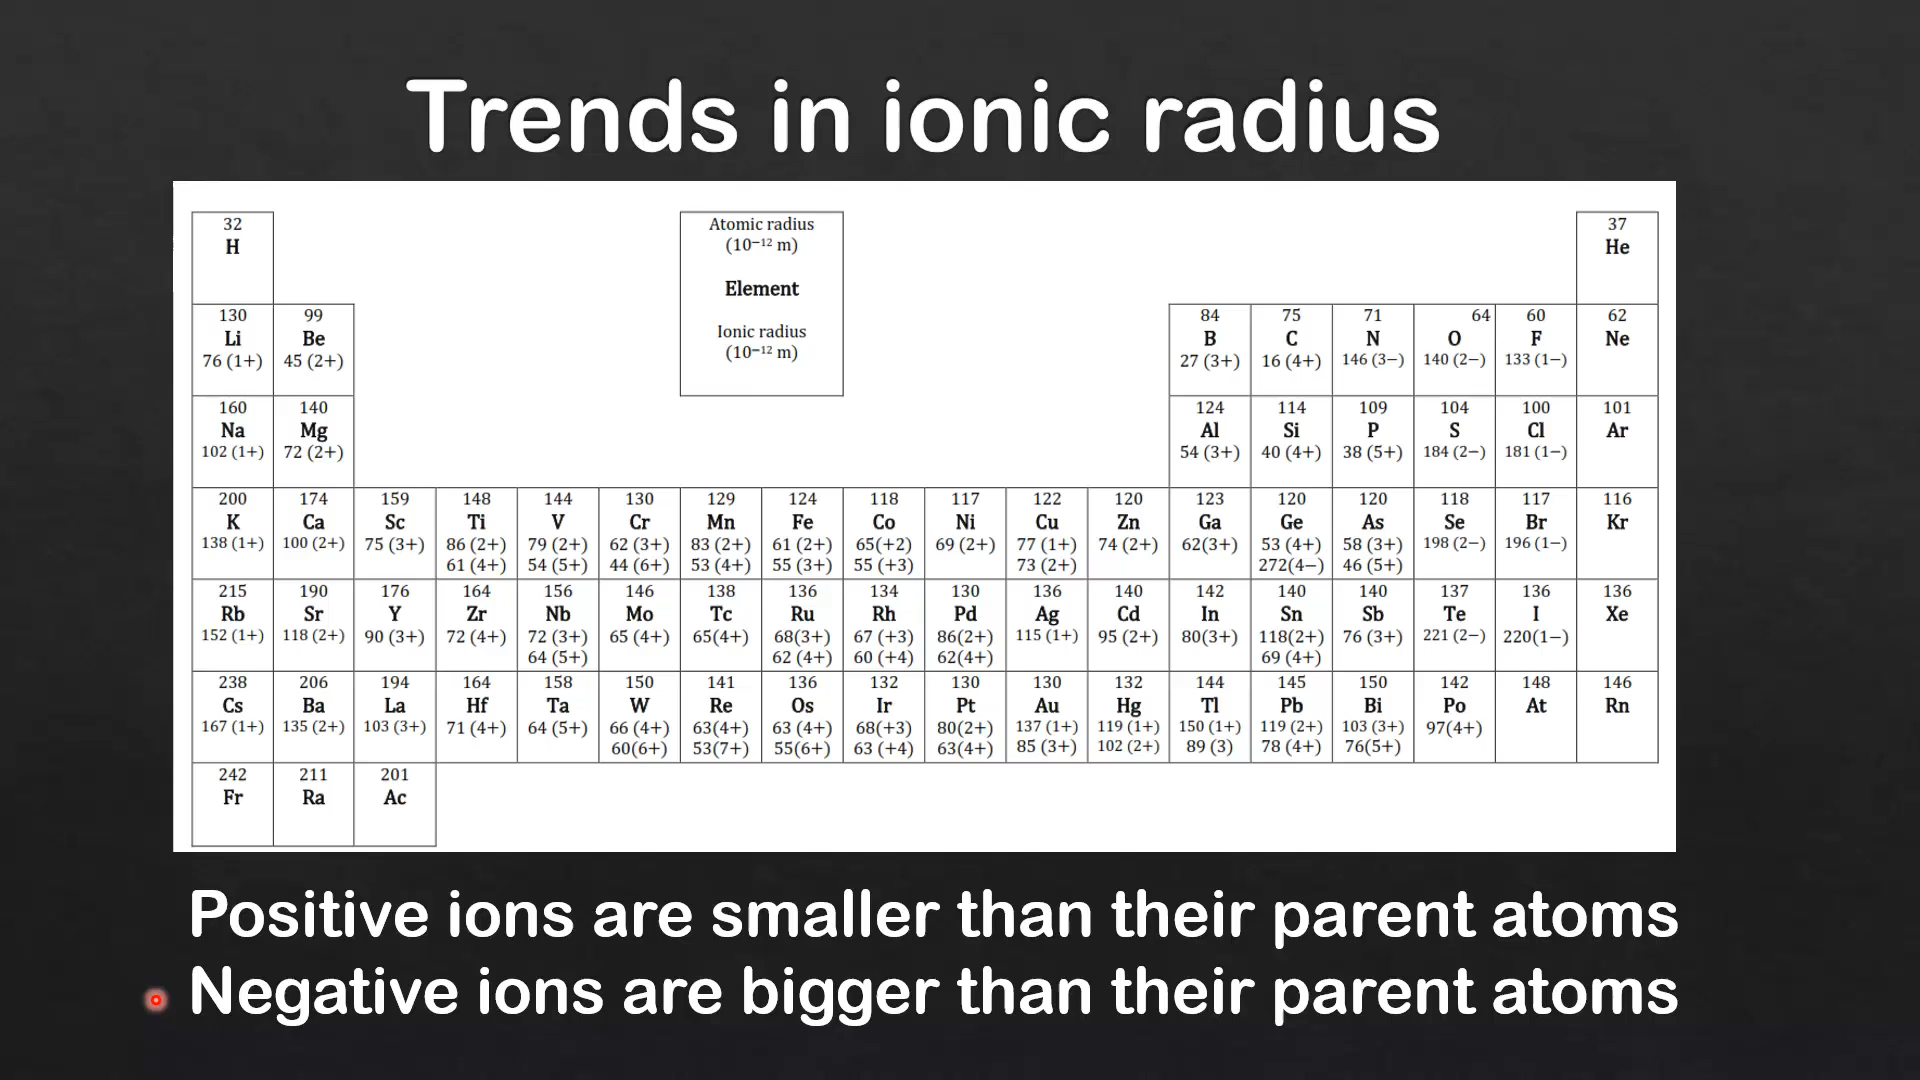 Trends in ionic radius
32 Atomic radius 37
H (10⁻¹² m) He
Element
130 99 84 75 71 64 60 62
Li Be Ionic radius B C N O F Ne
76 (1+) 45 (2+) (10⁻¹² m) 27 (3+) 16 (4+) 146 (3−) 140 (2−) 133 (1−)
160 140 124 114 109 104 100 101
Na Mg Al Si P S Cl Ar
102 (1+) 72 (2+) 54 (3+) 40 (4+) 38 (5+) 184 (2−) 181 (1−)
200 174 159 148 144 130 129 124 118 117 122 120 123 120 120 118 117 116
K Ca Sc Ti V Cr Mn Fe Co Ni Cu Zn Ga Ge As Se Br Kr
138 (1+) 100 (2+) 75 (3+) 86 (2+) 79 (2+) 62 (3+) 83 (2+) 61 (2+) 65(+2) 69 (2+) 77 (1+) 74 (2+) 62(3+) 53 (4+) 58 (3+) 198 (2−) 196 (1−)
61 (4+) 54 (5+) 44 (6+) 53 (4+) 55 (3+) 55 (+3) 73 (2+) 272(4−) 46 (5+)
215 190 176 164 156 146 138 136 134 130 136 140 142 140 140 137 136 136
Rb Sr Y Zr Nb Mo Tc Ru Rh Pd Ag Cd In Sn Sb Te I Xe
152 (1+) 118 (2+) 90 (3+) 72 (4+) 72 (3+) 65 (4+) 65(4+) 68(3+) 67 (+3) 86(2+) 115 (1+) 95 (2+) 80(3+) 118(2+) 76 (3+) 221 (2−) 220(1−)
64 (5+) 62 (4+) 60 (+4) 62(4+) 69 (4+)
238 206 194 164 158 150 141 136 132 130 130 132 144 145 150 142 148 146
Cs Ba La Hf Ta W Re Os Ir Pt Au Hg Tl Pb Bi Po At Rn
167 (1+) 135 (2+) 103 (3+) 71 (4+) 64 (5+) 66 (4+) 63(4+) 63 (4+) 68(+3) 80(2+) 137 (1+) 119 (1+) 150 (1+) 119 (2+) 103 (3+) 97(4+)
60(6+) 53(7+) 55(6+) 63 (+4) 63(4+) 85 (3+) 102 (2+) 89 (3) 78 (4+) 76(5+)
242 211 201
Fr Ra Ac
Positive ions are smaller than their parent atoms
Negative ions are bigger than their parent atoms